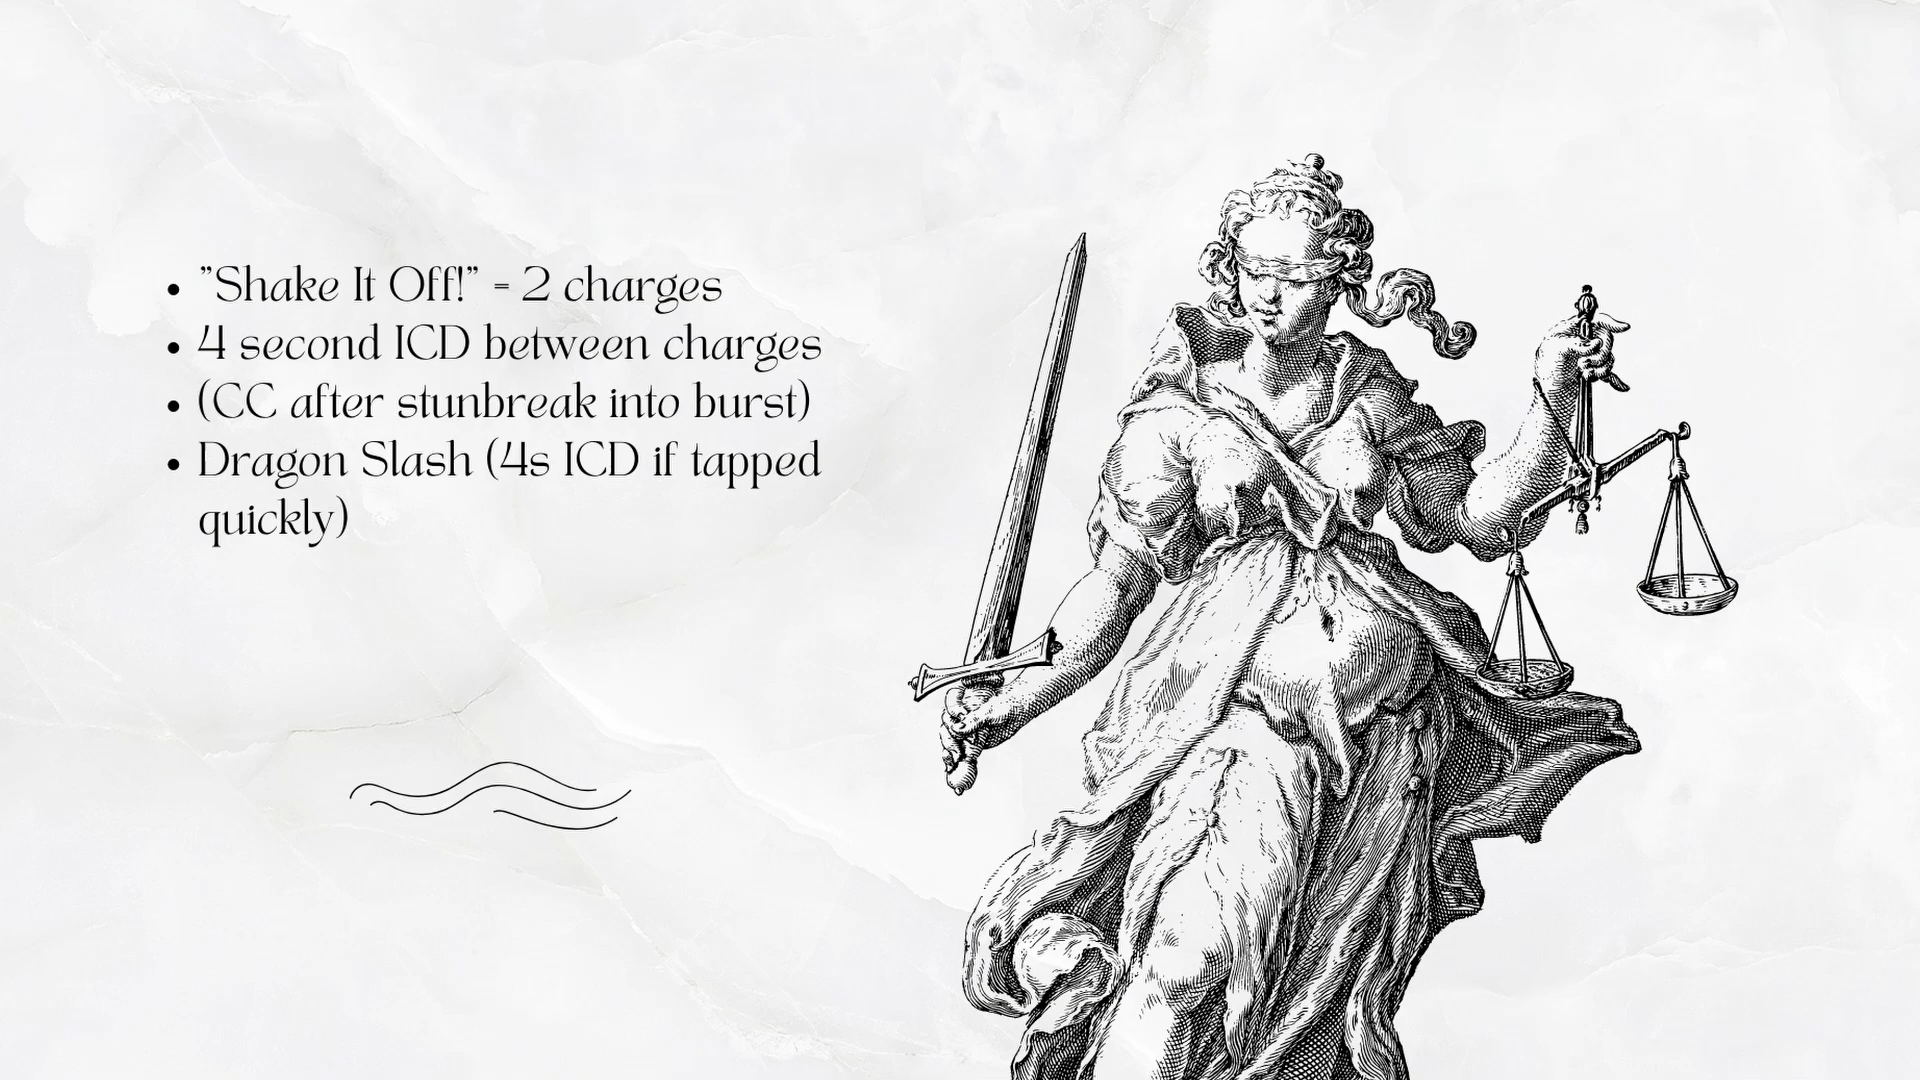 • ”Shake It Off!” = 2 charges
• 4 second ICD between charges
• (CC after stunbreak into burst)
• Dragon Slash (4s ICD if tapped
quickly)